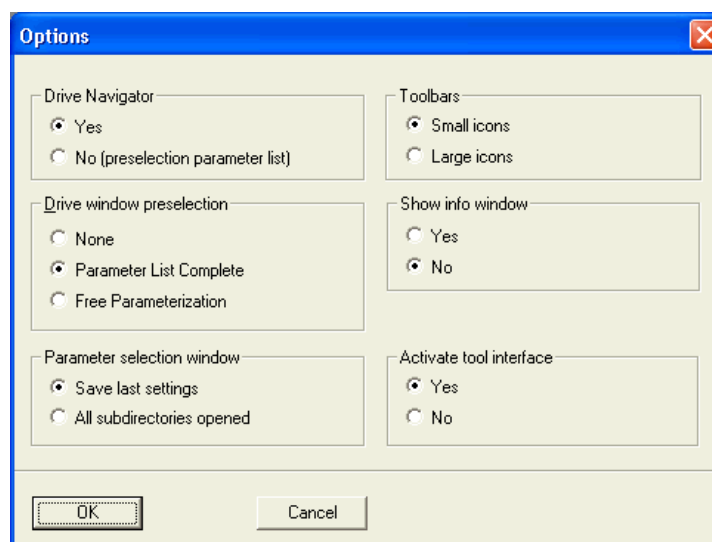 Options
Drive Navigator
Yes
No (preselection parameter list)
Toolbars
Small icons
Large icons
Drive window preselection
None
Parameter List Complete
Free Parameterization
Show info window
Yes
No
Parameter selection window
Save last settings
All subdirectories opened
Activate tool interface
Yes
No
OK
Cancel